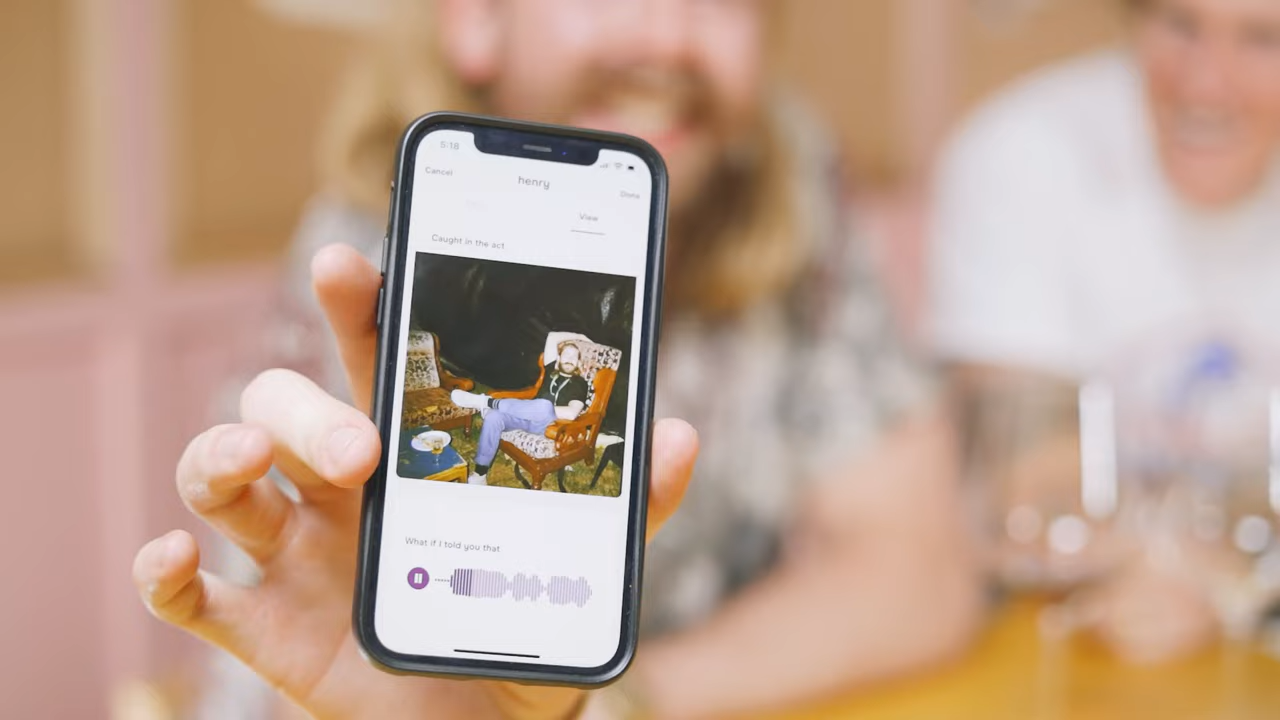 5:18
Cancel
henry
Done
View
Caught in the act
What if I told you that